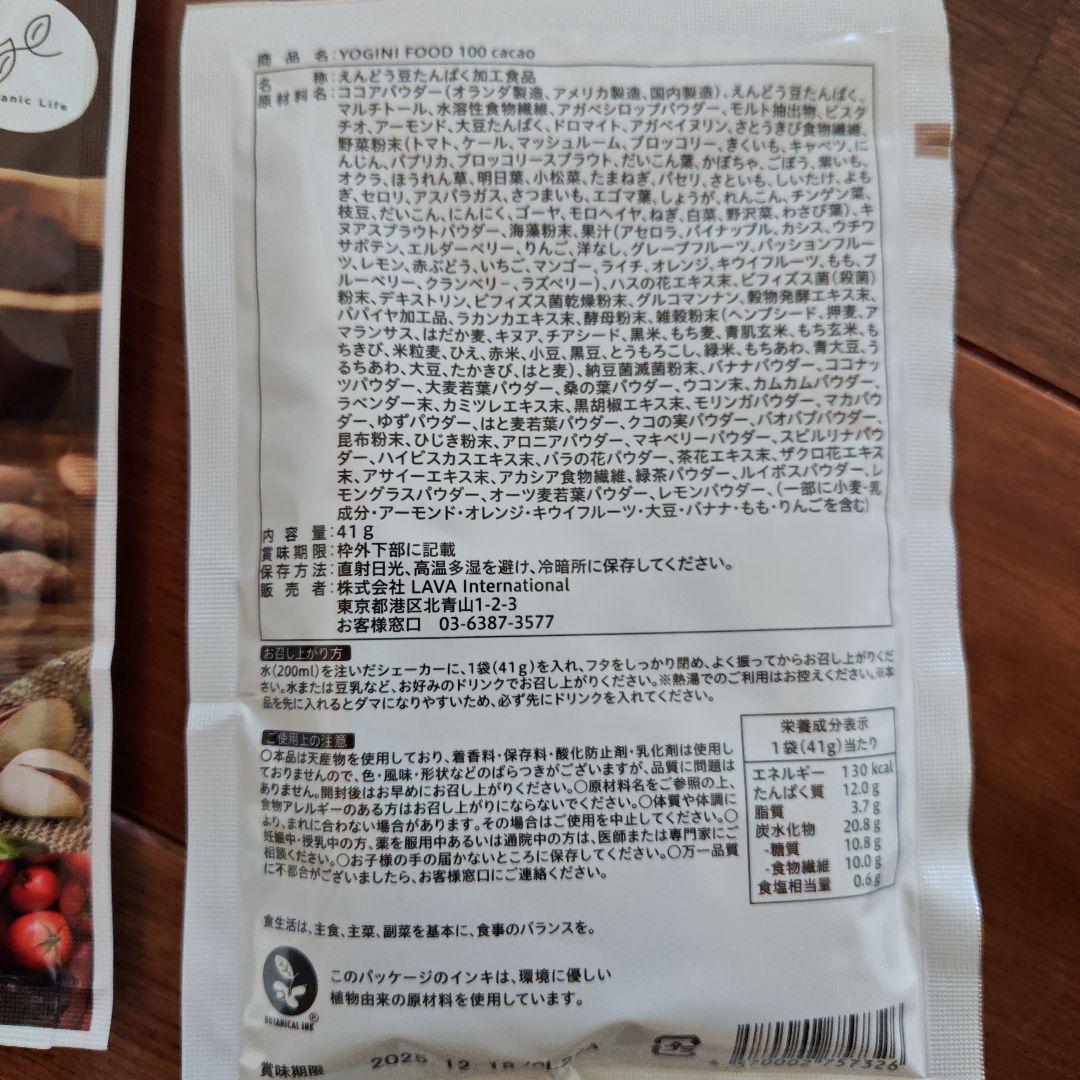 anic Life
商品名:YOGINI FOOD 100 cacao
名称:えんどう豆たんぱく加工食品
原材料名:ココアパウダー(オランダ製造、アメリカ製造、国内製造)、えんどう豆たんぱく、
マルチトール、水溶性食物繊維、アガベシロップパウダー、モルト抽出物、ピスタ
チオ、アーモンド、大豆たんぱく、ドロマイト、アガベイヌリン、さとうきび食物繊維、
野菜粉末(トマト、ケール、マッシュルーム、ブロッコリー、きくいも、キャベツ、に
んじん、パプリカ、ブロッコリースプラウト、だいこん葉、かぼちゃ、ごぼう、紫いも、
オクラ、ほうれん草、明日葉、小松菜、たまねぎ、パセリ、さといも、しいたけ、よも
ぎ、セロリ、アスパラガス、さつまいも、エゴマ葉、しょうが、れんこん、チンゲン菜、
枝豆、だいこん、にんにく、ゴーヤ、モロヘイヤ、ねぎ、白菜、野沢菜、わさび葉)、キ
ヌアスプラウトパウダー、海藻粉末、果汁(アセロラ、パイナップル、カシス、ウチワ
サボテン、エルダーベリー、りんご、洋なし、グレープフルーツ、パッションフルー
ツ、レモン、赤ぶどう、いちご、マンゴー、ライチ、オレンジ、キウイフルーツ、もも、ブ
ルーベリー、クランベリー、ラズベリー)、ハスの花エキス末、ビフィズス菌(殺菌)
粉末、デキストリン、ビフィズス菌乾燥粉末、グルコマンナン、穀物発酵エキス末、
パパイヤ加工品、ラカンカエキス末、酵母粉末、雑穀粉末(ヘンプシード、押麦、ア
マランサス、はだか麦、キヌア、チアシード、黒米、もち麦、青肌玄米、もち玄米、も
ちきび、米粒麦、ひえ、赤米、小豆、黒豆、とうもろこし、緑米、もちあわ、青大豆、う
るちあわ、大豆、たかきび、はと麦)、納豆菌滅菌粉末、バナナパウダー、ココナッ
ツパウダー、大麦若葉パウダー、桑の葉パウダー、ウコン末、カムカムパウダー、
ラベンダー末、カミツレエキス末、黒胡椒エキス末、モリンガパウダー、マカパウ
ダー、ゆずパウダー、はと麦若葉パウダー、クコの実パウダー、バオバブパウダー、
昆布粉末、ひじき粉末、アロニアパウダー、マキベリーパウダー、スピルリナパウ
ダー、ハイビスカスエキス末、バラの花パウダー、茶花エキス末、ザクロ花エキス
末、アサイーエキス末、アカシア食物繊維、緑茶パウダー、ルイボスパウダー、レ
モングラスパウダー、オーツ麦若葉パウダー、レモンパウダー、(一部に小麦・乳
成分・アーモンド・オレンジ・キウイフルーツ・大豆・バナナ・もも・りんごを含む)
内容量:41g
賞味期限:枠外下部に記載
保存方法:直射日光、高温多湿を避け、冷暗所に保存してください。
販売者:株式会社 LAVA International
東京都港区北青山1-2-3
お客様窓口 03-6387-3577
お召し上がり方
水(200ml)を注いだシェーカーに、1袋(41g)を入れ、フタをしっかり閉め、よく振ってからお召し上がりくだ
さい。水または豆乳など、お好みのドリンクでお召し上がりください。※熱湯でのご利用はお控えください。※本
品を先に入れるとダマになりやすいため、必ず先にドリンクを入れてください。
ご使用上の注意
○本品は天産物を使用しており、着香料・保存料・酸化防止剤・乳化剤は使用し
ておりませんので、色・風味・形状などのばらつきがございますが、品質に問題は
ありません。開封後はお早めにお召し上がりください。○原材料名をご参照の上、
食物アレルギーのある方はお召し上がりにならないでください。○体質や体調に
より、まれに合わない場合があります。その場合はご使用を中止してください。○
妊娠中・授乳中の方、薬を服用中あるいは通院中の方は、医師または専門家にご
相談ください。○お子様の手の届かないところに保存してください。○万一品質
に不都合がございましたら、お客様窓口にご連絡ください。
栄養成分表示
1袋(41g)当たり
エネルギー 130 kcal
たんぱく質 12.0g
脂質 3.7g
炭水化物 20.8g
-糖質 10.8g
-食物繊維 10.0g
食塩相当量 0.6g
食生活は、主食、主菜、副菜を基本に、食事のバランスを。
このパッケージのインキは、環境に優しい
植物由来の原材料を使用しています。
BOTANICAL INK®
賞味期限 2025 12 18
プラ